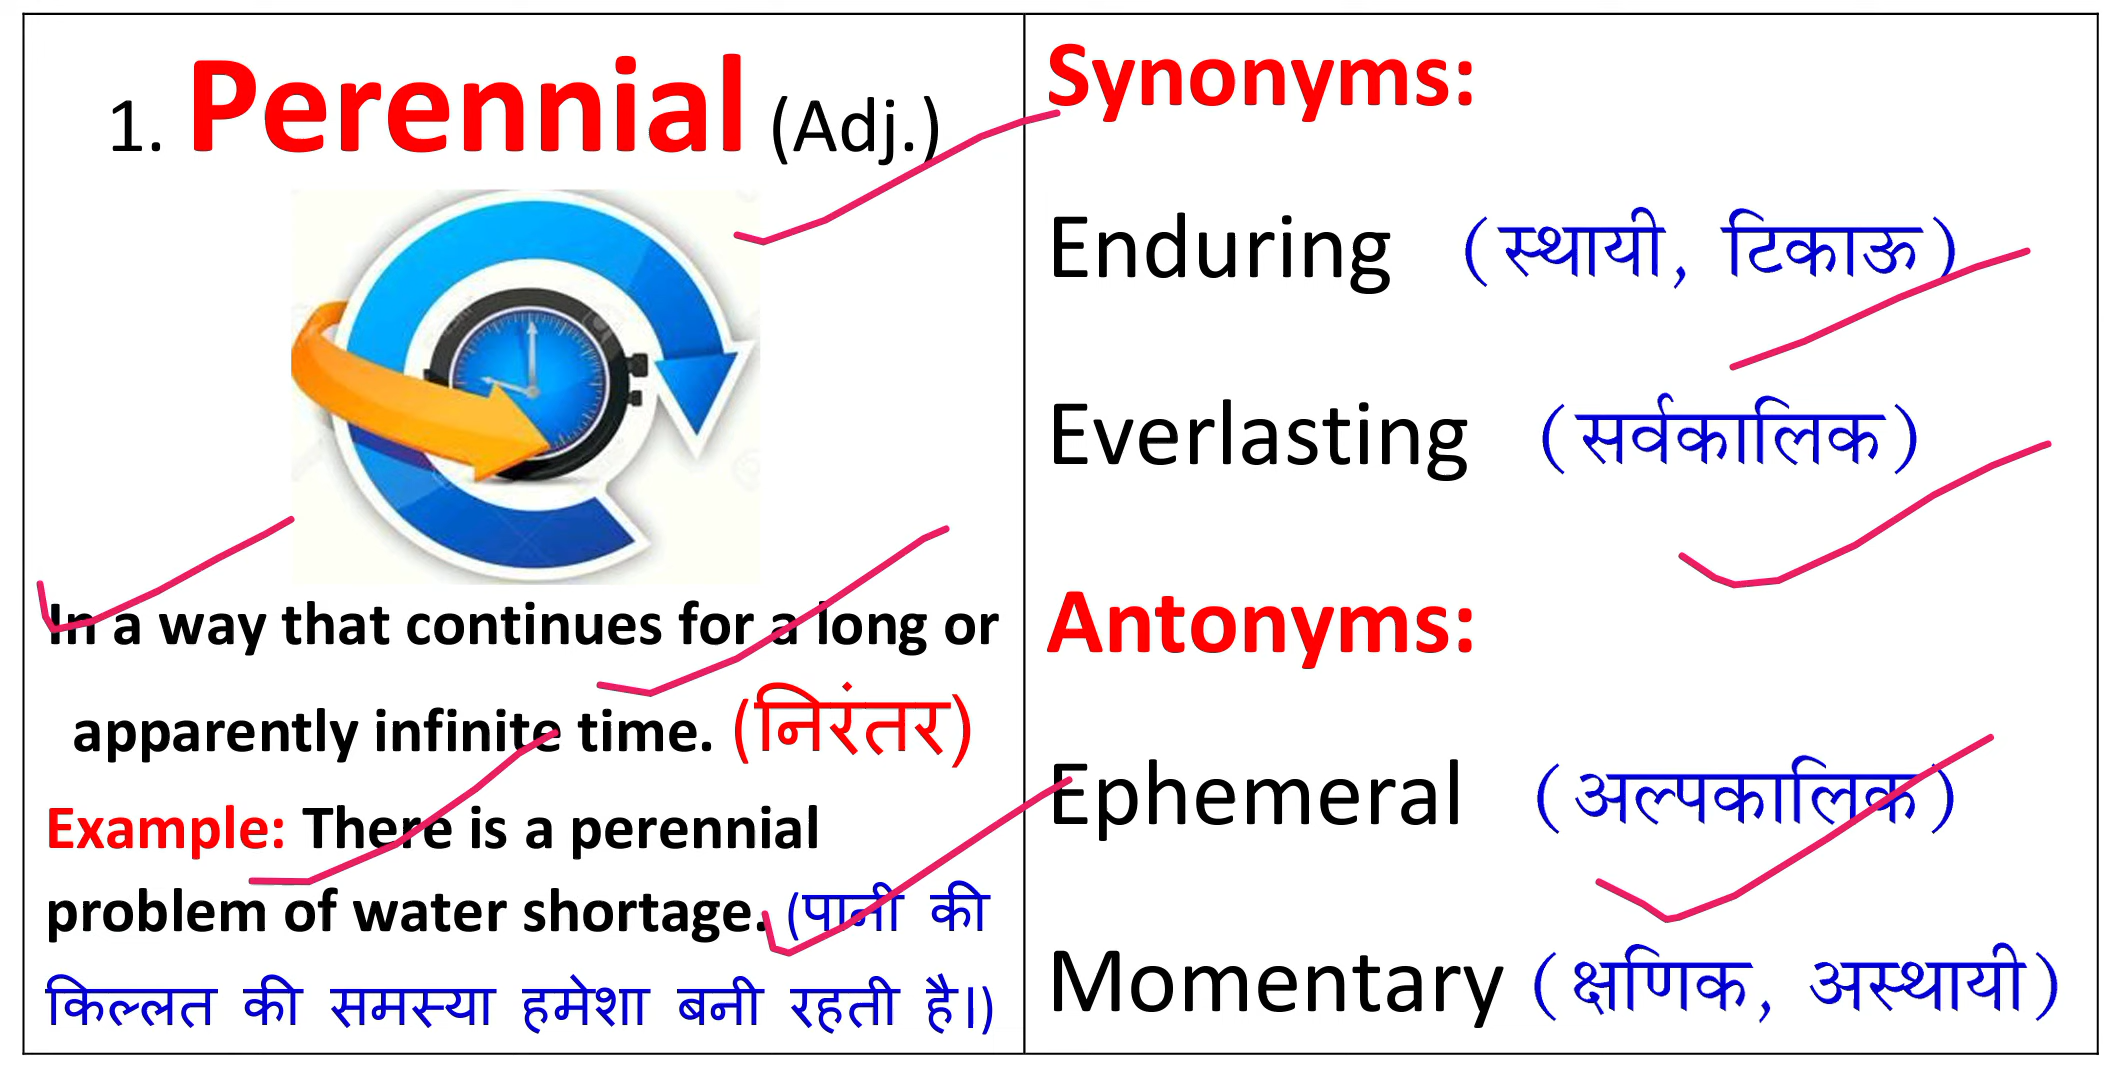 1. Perennial (Adj.)
In a way that continues for a long or
apparently infinite time. (निरंतर)
Example: There is a perennial
problem of water shortage. (पानी की
किल्लत की समस्या हमेशा बनी रहती है।)
Synonyms:
Enduring (स्थायी, टिकाऊ)
Everlasting (सर्वकालिक)
Antonyms:
Ephemeral (अल्पकालिक)
Momentary (क्षणिक, अस्थायी)